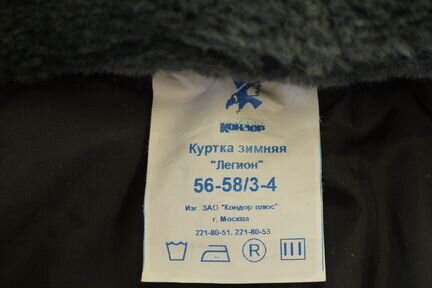 КОНДОР
Куртка зимняя
"Легион"
56-58/3-4
Изг. ЗАО "Кондор плюс"
г. Москва
221-80-51, 221-80-53
R